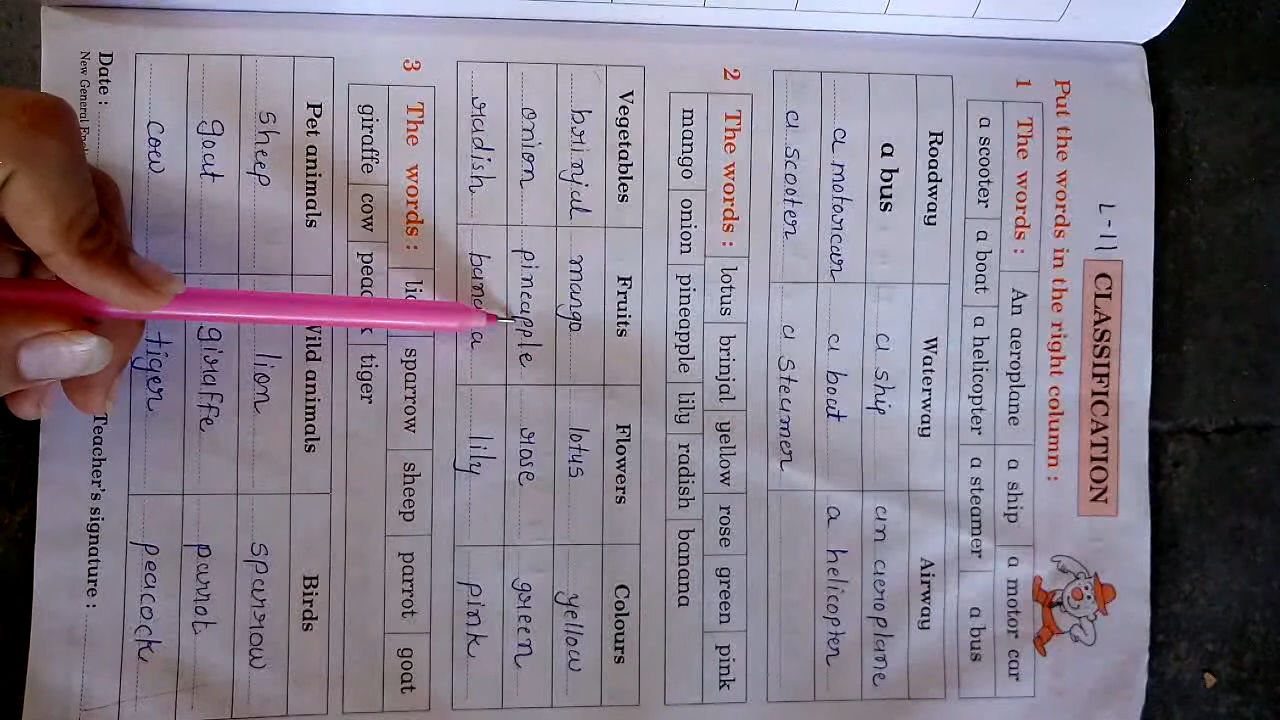 L-11 CLASSIFICATION
Put the words in the right column :
1 The words : An aeroplane a ship a motor car
a scooter a boat a helicopter a steamer a bus
Roadway Waterway Airway
a bus a ship an aeroplane
a motorcar a boat a helicopter
a scooter a steamer
2 The words : lotus brinjal yellow rose green pink
mango onion pineapple lily radish banana
Vegetables Fruits Flowers Colours
brinjal mango lotus yellow
onion pineapple rose green
radish lily pink
3 The words : sparrow sheep parrot goat
giraffe cow tiger
Pet animals animals Birds
sheep lion sparrow
goat giraffe parrot
cow tiger peacock
Date : Teacher's signature :
New General